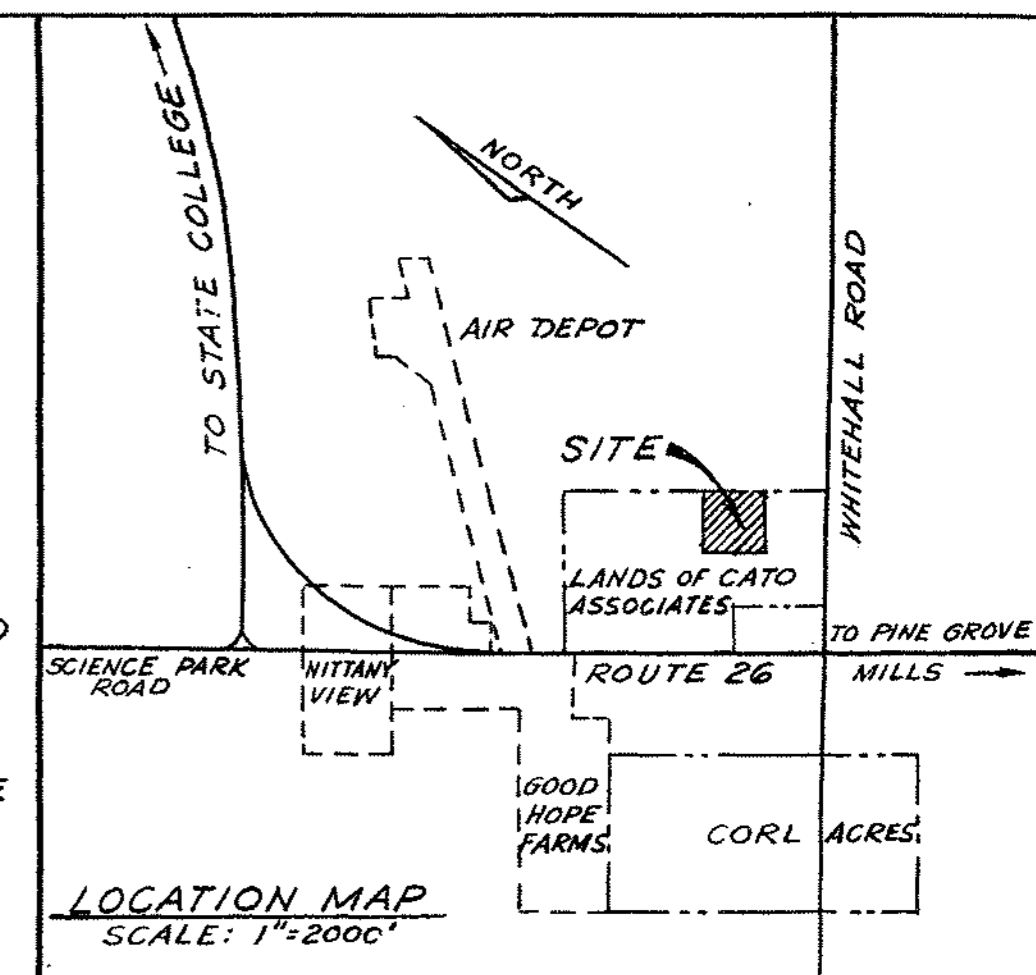 TO STATE COLLEGE
NORTH
AIR DEPOT
WHITEHALL ROAD
SITE
LANDS OF CATO
ASSOCIATES
TO PINE GROVE
MILLS
SCIENCE PARK
ROAD
NITTANY
VIEW
ROUTE 26
GOOD
HOPE
FARMS
CORL ACRES
LOCATION MAP
SCALE: 1"=2000'